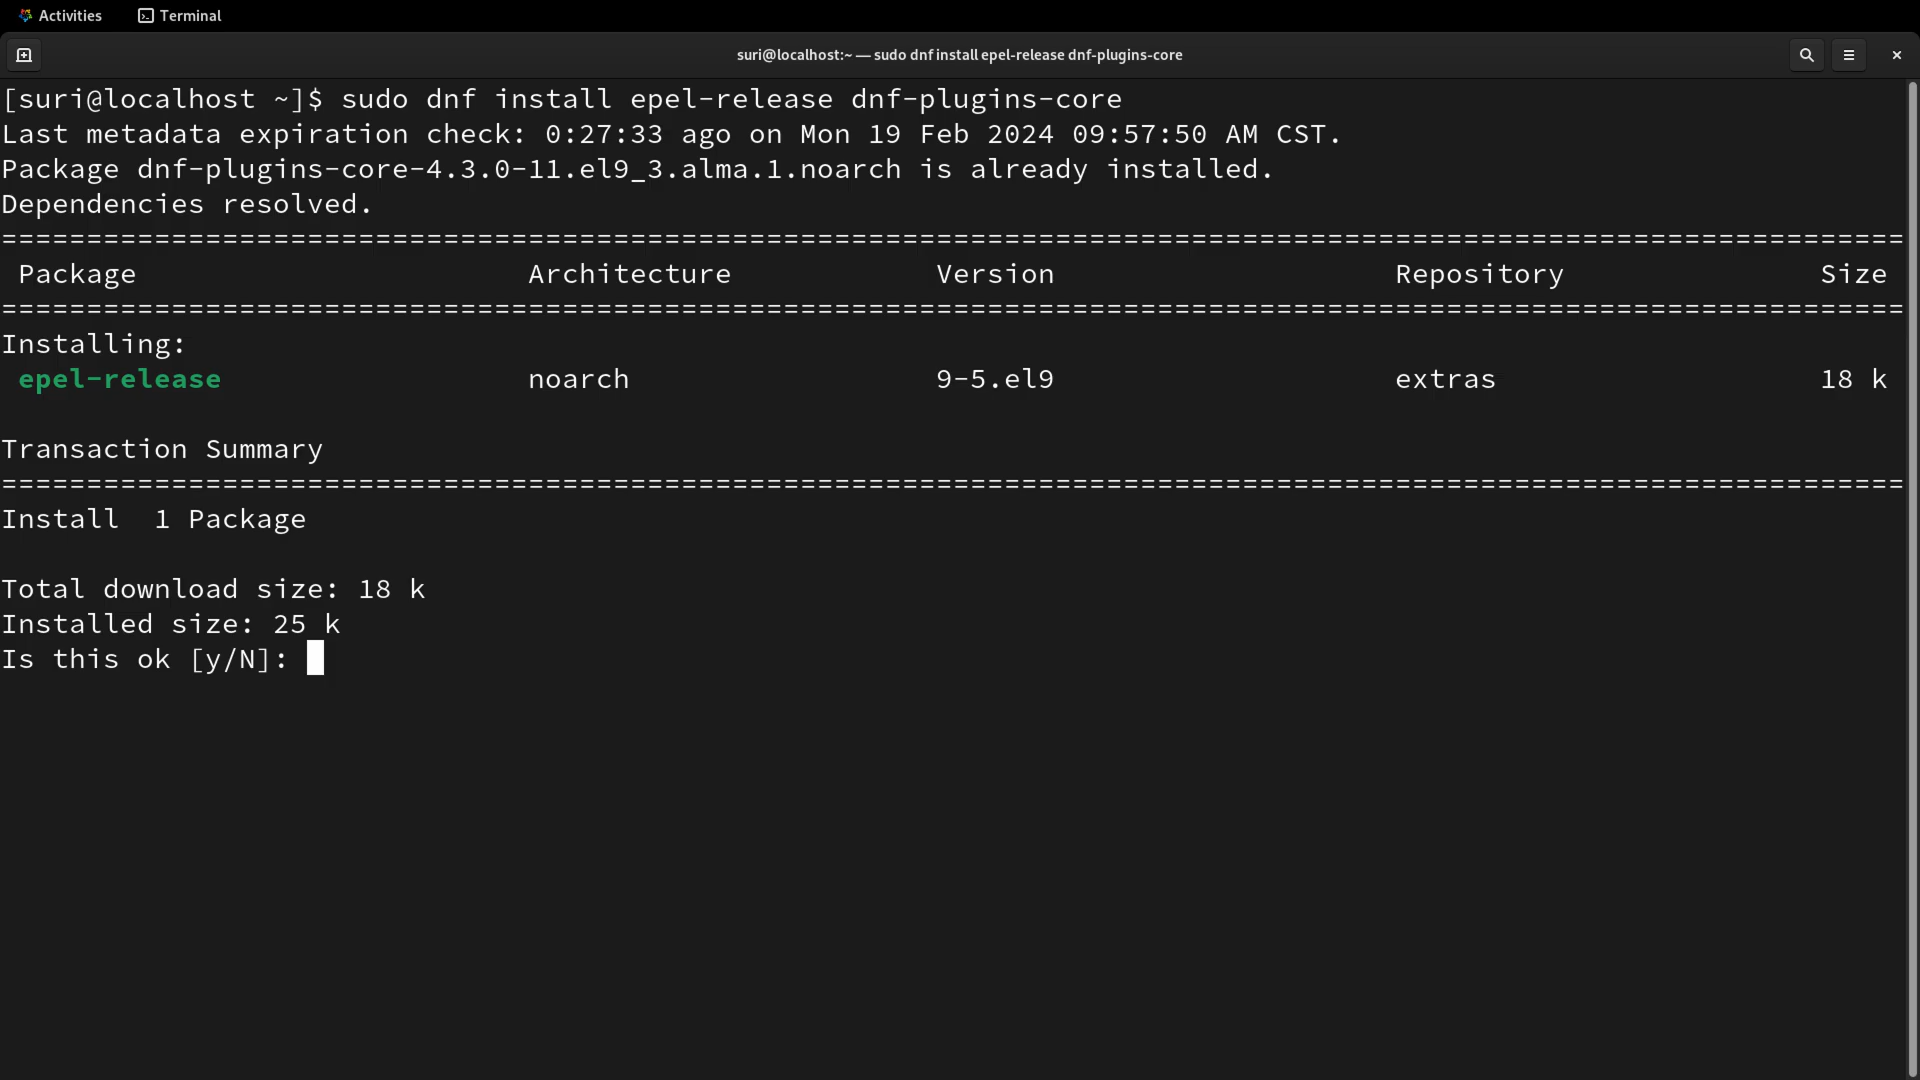 Activities Terminal
suri@localhost:~ — sudo dnf install epel-release dnf-plugins-core
[suri@localhost ~]$ sudo dnf install epel-release dnf-plugins-core
Last metadata expiration check: 0:27:33 ago on Mon 19 Feb 2024 09:57:50 AM CST.
Package dnf-plugins-core-4.3.0-11.el9_3.alma.1.noarch is already installed.
Dependencies resolved.
================================================================================================================
Package Architecture Version Repository Size
================================================================================================================
Installing:
epel-release noarch 9-5.el9 extras 18 k
Transaction Summary
================================================================================================================
Install  1 Package
Total download size: 18 k
Installed size: 25 k
Is this ok [y/N]: